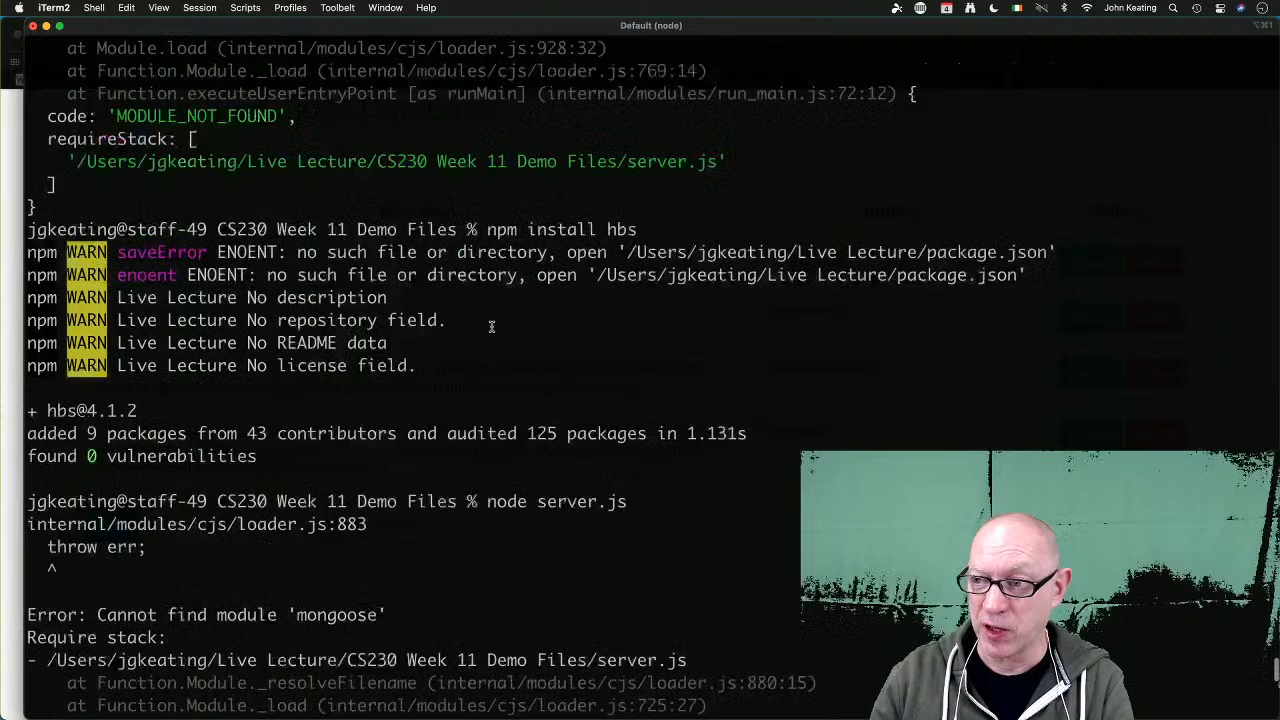 iTerm2 Shell Edit View Session Scripts Profiles Toolbelt Window Help 4 John Keating
Default (node)
at Module.load (internal/modules/cjs/loader.js:928:32)
at Function.Module._load (internal/modules/cjs/loader.js:769:14)
at Function.executeUserEntryPoint [as runMain] (internal/modules/run_main.js:72:12) {
code: 'MODULE_NOT_FOUND',
requireStack: [
'/Users/jgkeating/Live Lecture/CS230 Week 11 Demo Files/server.js'
]
}
jgkeating@staff-49 CS230 Week 11 Demo Files % npm install hbs
npm WARN saveError ENOENT: no such file or directory, open '/Users/jgkeating/Live Lecture/package.json'
npm WARN enoent ENOENT: no such file or directory, open '/Users/jgkeating/Live Lecture/package.json'
npm WARN Live Lecture No description
npm WARN Live Lecture No repository field.
npm WARN Live Lecture No README data
npm WARN Live Lecture No license field.
+ hbs@4.1.2
added 9 packages from 43 contributors and audited 125 packages in 1.131s
found 0 vulnerabilities
jgkeating@staff-49 CS230 Week 11 Demo Files % node server.js
internal/modules/cjs/loader.js:883
throw err;
^
Error: Cannot find module 'mongoose'
Require stack:
- /Users/jgkeating/Live Lecture/CS230 Week 11 Demo Files/server.js
at Function.Module._resolveFilename (internal/modules/cjs/loader.js:880:15)
at Function.Module._load (internal/modules/cjs/loader.js:725:27)